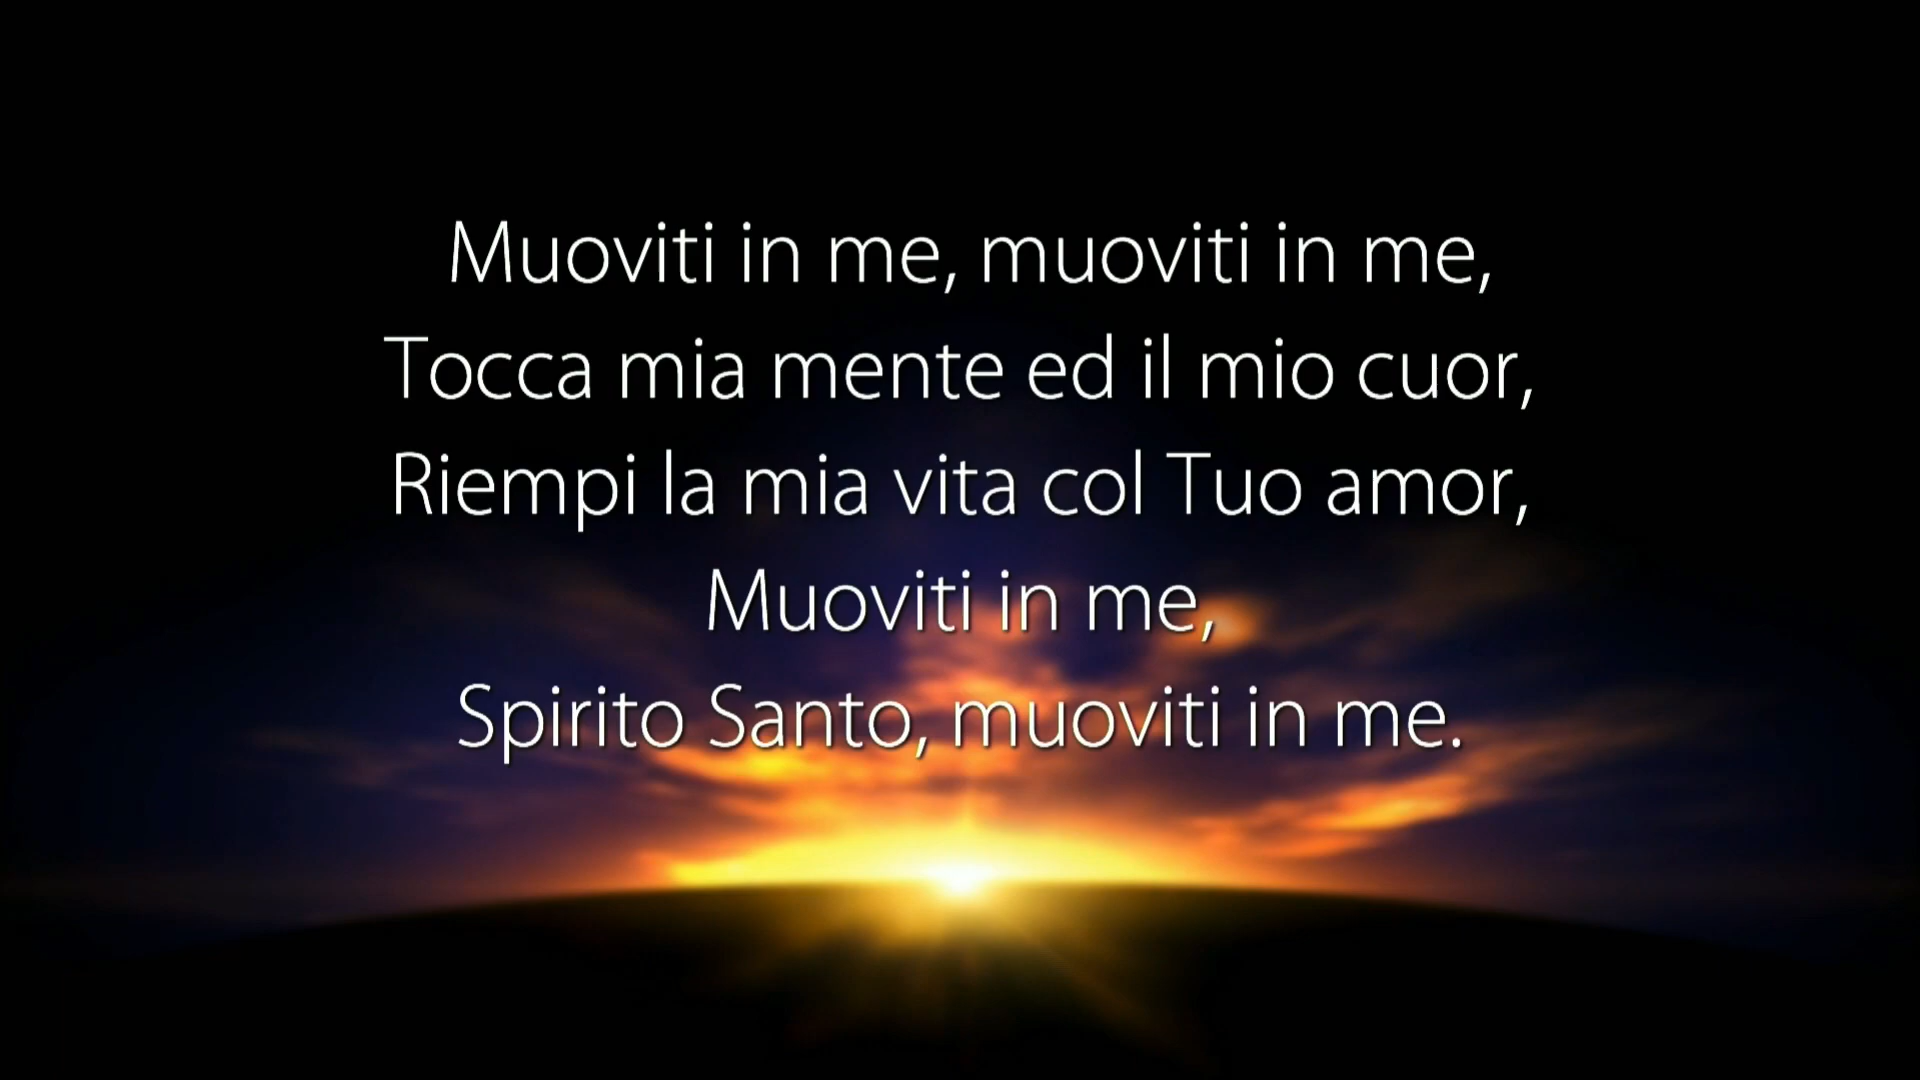 Muoviti in me, muoviti in me,
Tocca mia mente ed il mio cuor,
Riempi la mia vita col Tuo amor,
Muoviti in me,
Spirito Santo, muoviti in me.